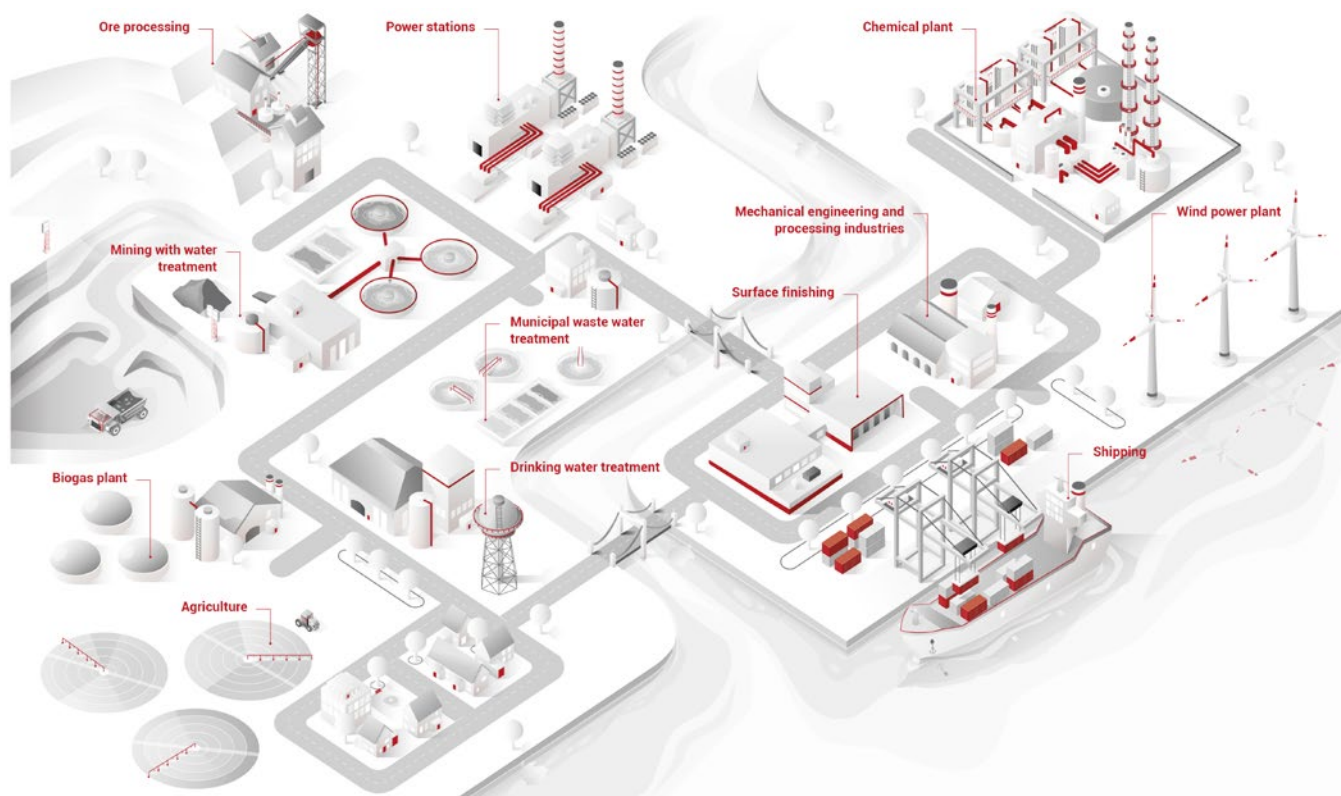 Ore processing
Power stations
Chemical plant
Mechanical engineering and
processing industries
Wind power plant
Mining with water
treatment
Surface finishing
Municipal waste water
treatment
Drinking water treatment
Shipping
Biogas plant
Agriculture